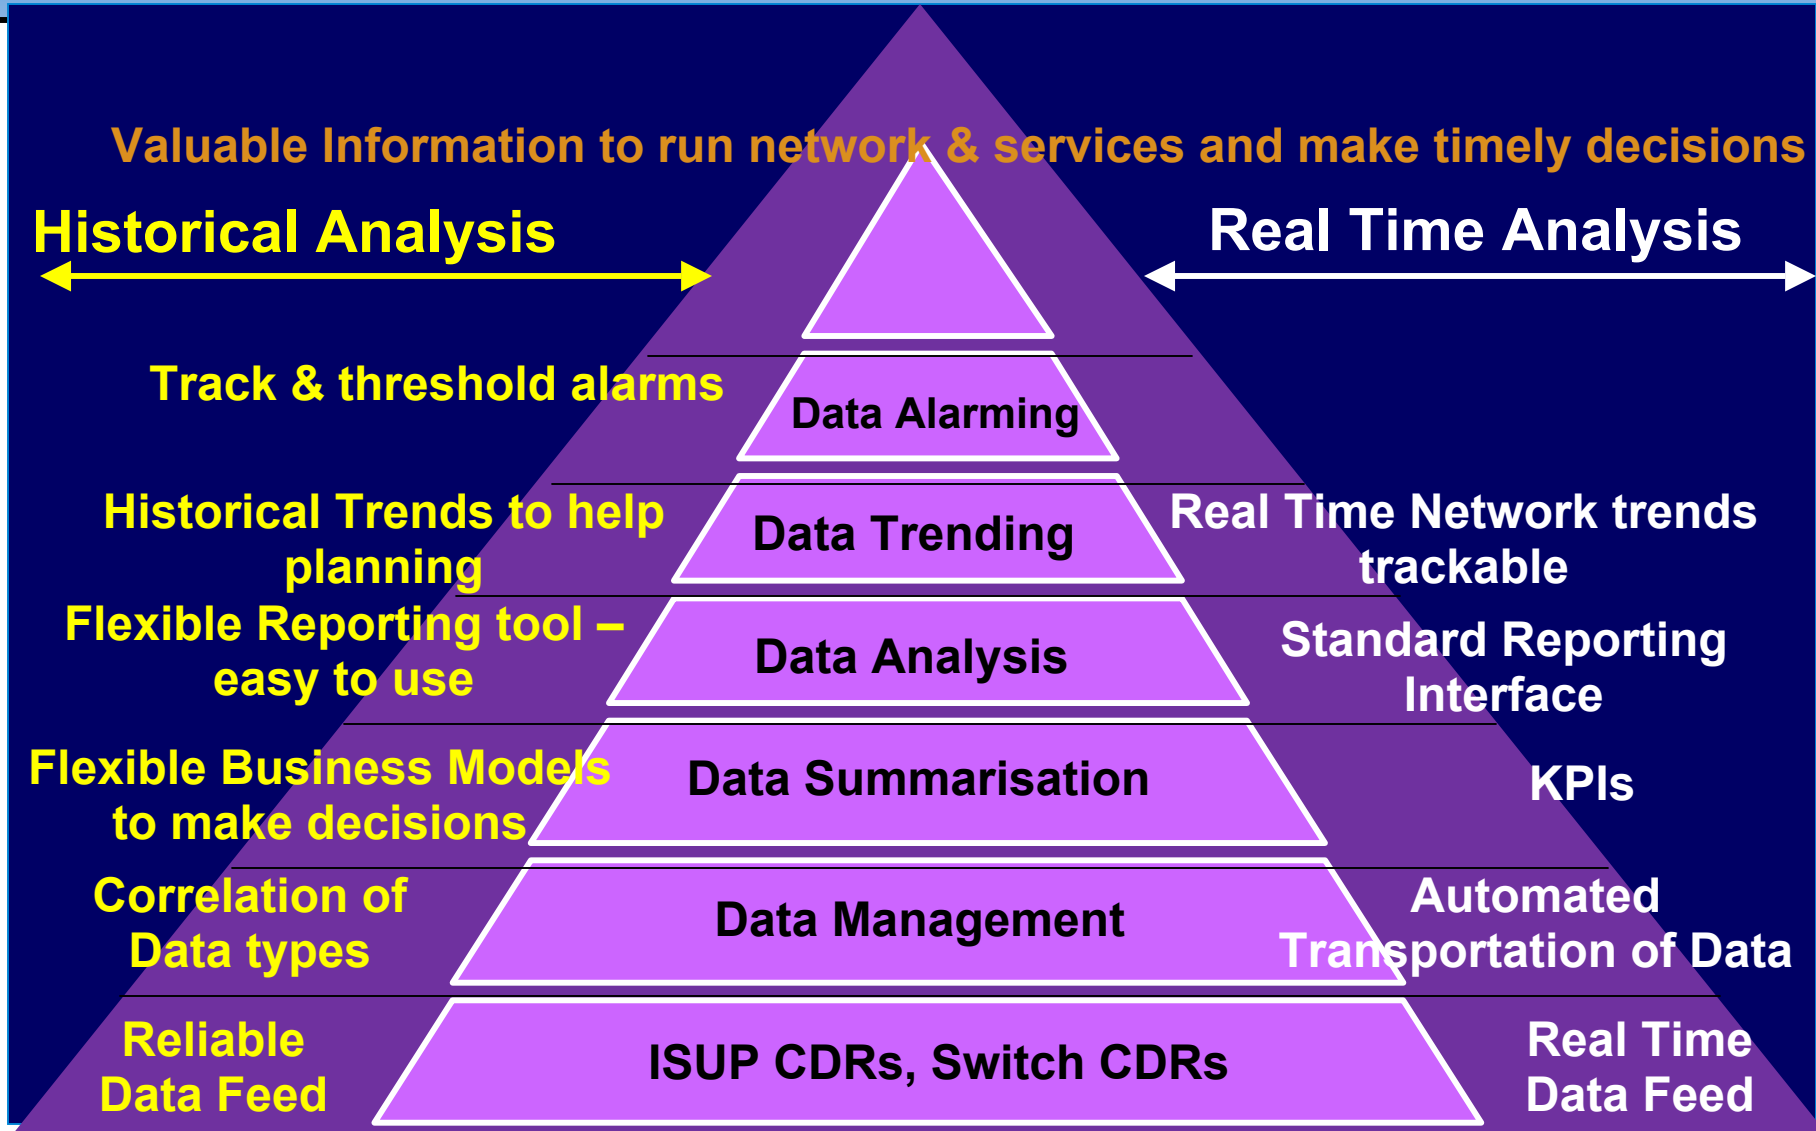 Valuable Information to run network & services and make timely decisions
Historical Analysis
Real Time Analysis
Track & threshold alarms
Data Alarming
Historical Trends to help
planning
Data Trending
Real Time Network trends
trackable
Flexible Reporting tool –
easy to use
Data Analysis
Standard Reporting
Interface
Flexible Business Models
to make decisions
Data Summarisation
KPIs
Correlation of
Data types
Data Management
Automated
Transportation of Data
Reliable
Data Feed
ISUP CDRs, Switch CDRs
Real Time
Data Feed